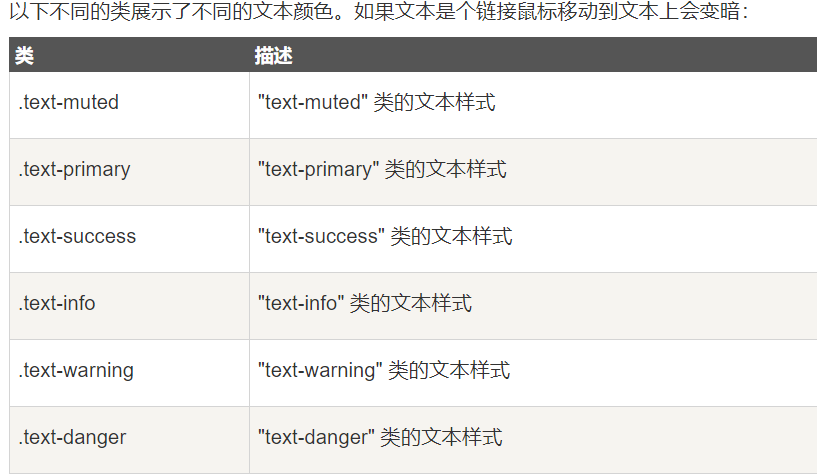 以下不同的类展示了不同的文本颜色。如果文本是个链接鼠标移动到文本上会变暗：
类 描述
.text-muted "text-muted" 类的文本样式
.text-primary "text-primary" 类的文本样式
.text-success "text-success" 类的文本样式
.text-info "text-info" 类的文本样式
.text-warning "text-warning" 类的文本样式
.text-danger "text-danger" 类的文本样式